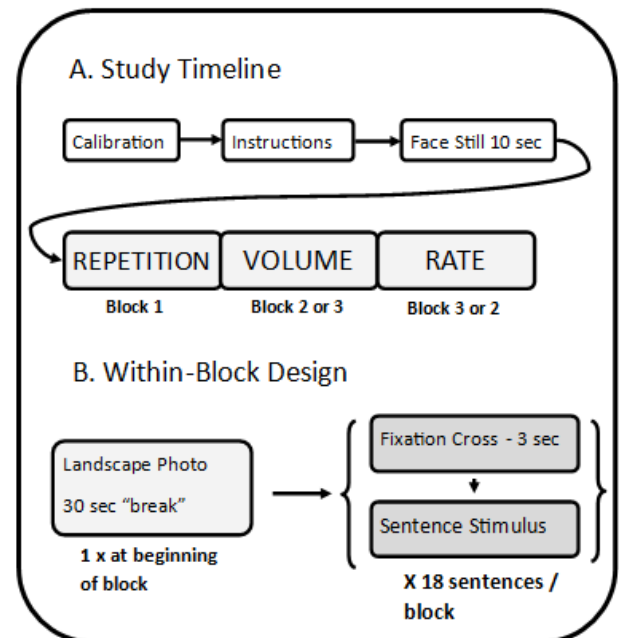 A. Study Timeline
Calibration
Instructions
Face Still 10 sec
REPETITION
VOLUME
RATE
Block 1
Block 2 or 3
Block 3 or 2
B. Within-Block Design
Landscape Photo
30 sec “break”
1 x at beginning
of block
Fixation Cross - 3 sec
Sentence Stimulus
X 18 sentences /
block